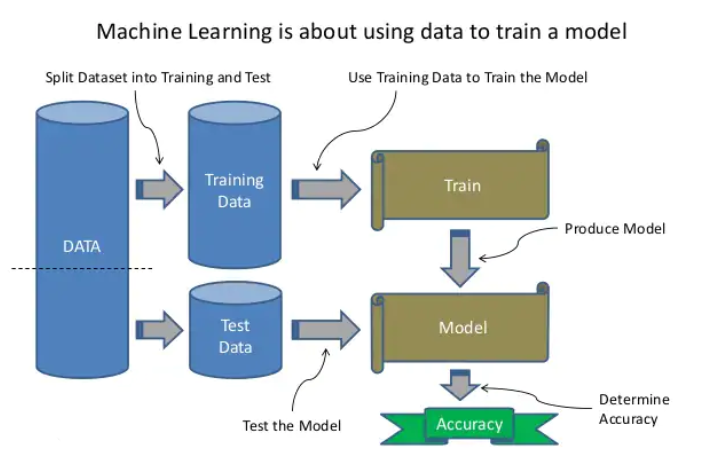 Machine Learning is about using data to train a model
Split Dataset into Training and Test
Use Training Data to Train the Model
Training
Data
Train
DATA
Produce Model
Test
Data
Model
Test the Model
Determine
Accuracy
Accuracy